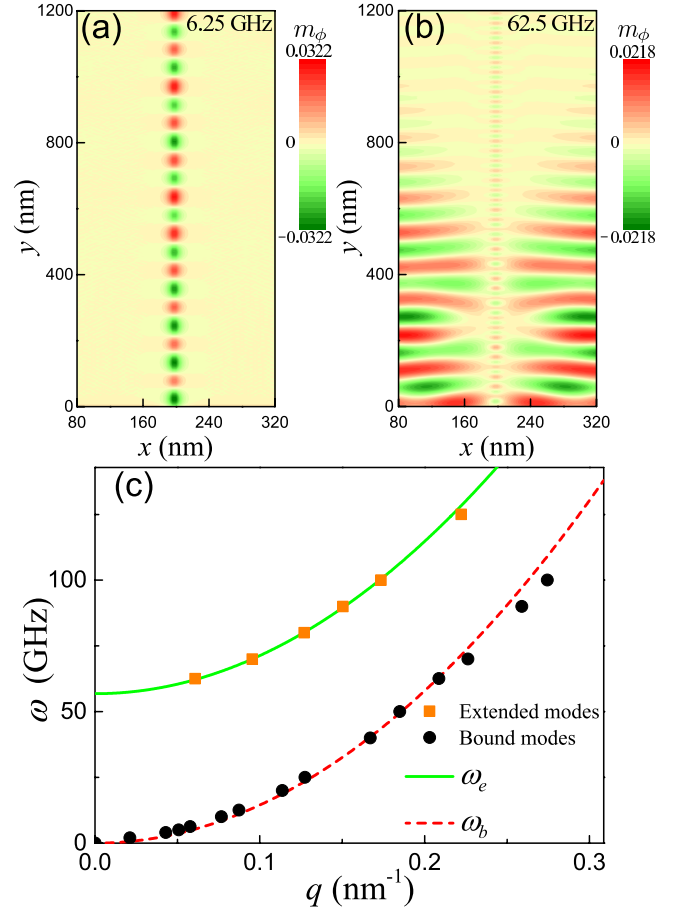 (a) 6.25 GHz
1200
800
400
0
y (nm)
80 160 240 320
x (nm)
mϕ
0.0322
0
−0.0322
(b) 62.5 GHz
1200
800
400
0
y (nm)
80 160 240 320
x (nm)
mϕ
0.0218
0
−0.0218
(c)
100
50
0
ω (GHz)
Extended modes
Bound modes
ωe
ωb
0.0 0.1 0.2 0.3
q (nm-1)